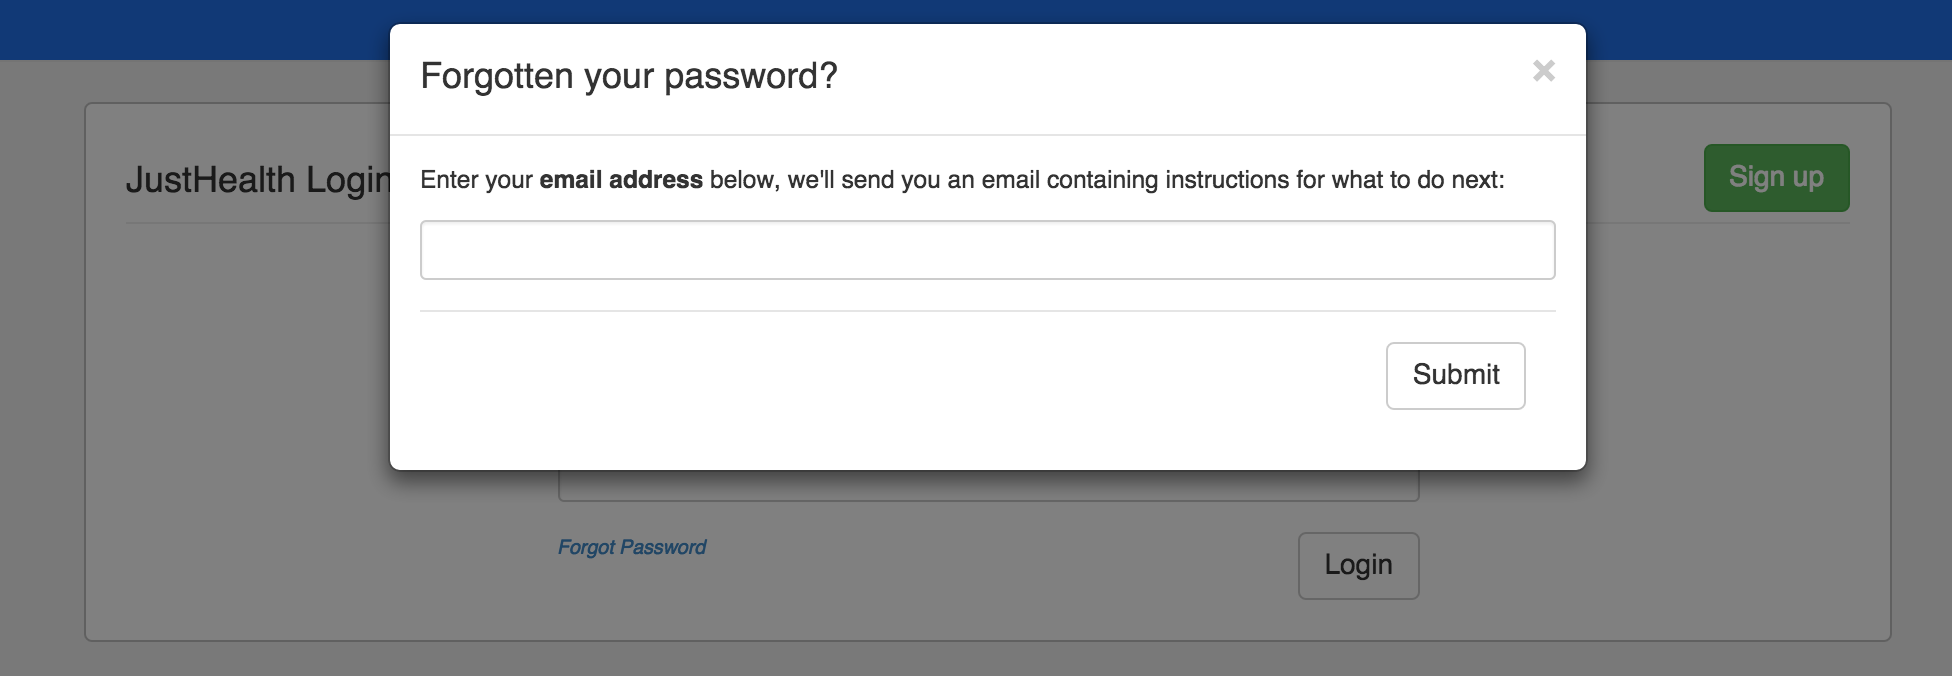 Forgotten your password?
×
JustHealth Login
Sign up
Enter your email address below, we'll send you an email containing instructions for what to do next:
Submit
Forgot Password
Login